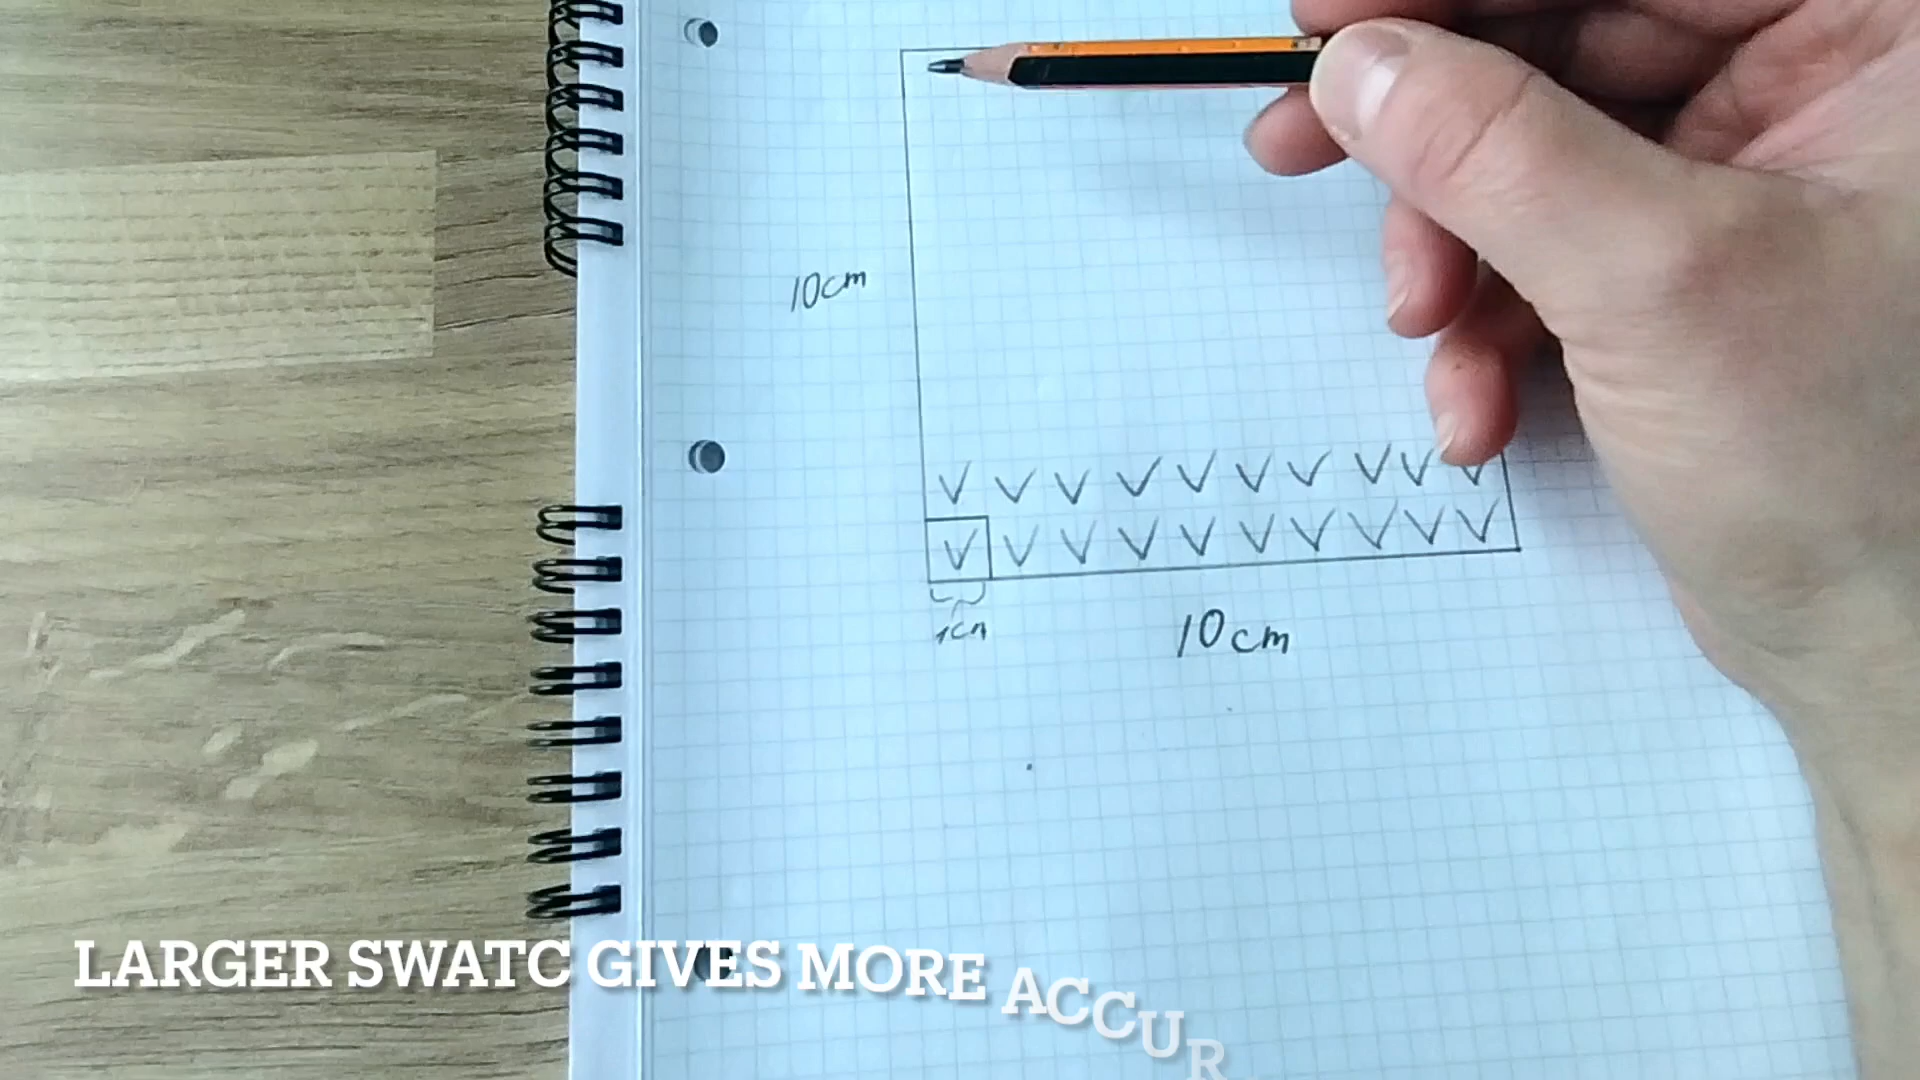 10cm
V V V V V V V V V V
V V V V V V V V V V
1cm
10cm
LARGER SWATC GIVES MORE ACCUR